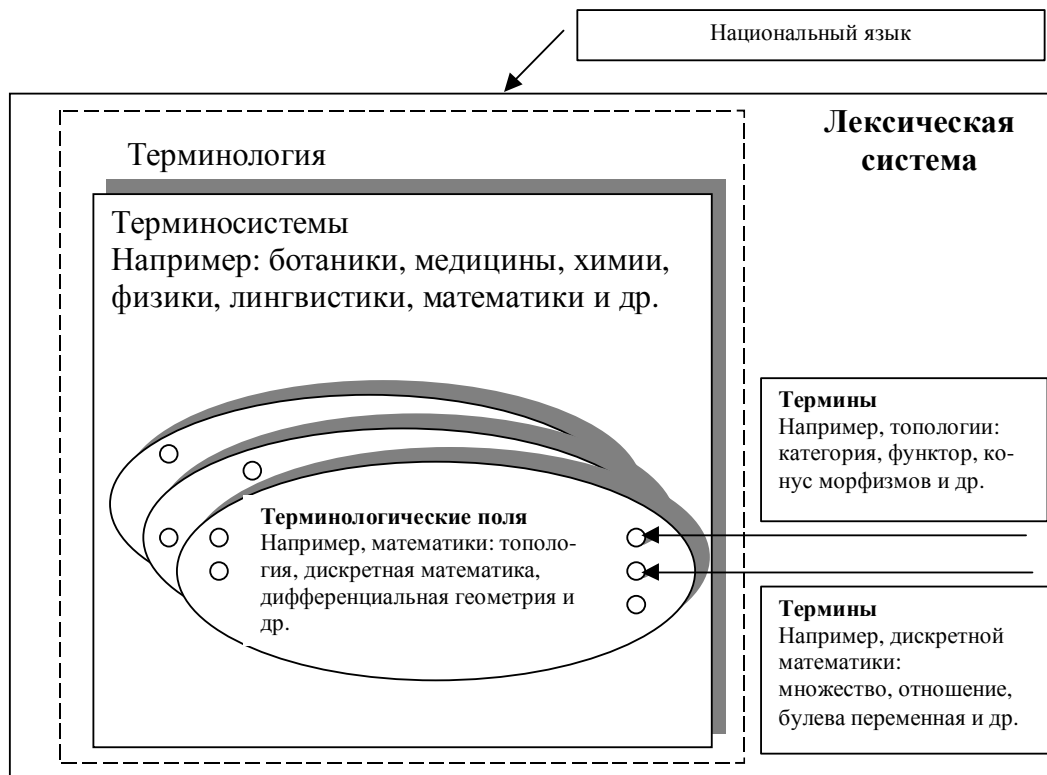 Национальный язык
Лексическая
система
Терминология
Терминосистемы
Например: ботаники, медицины, химии,
физики, лингвистики, математики и др.
Термины
Например, топологии:
категория, функтор, ко-
нус морфизмов и др.
Терминологические поля
Например, математики: тополо-
гия, дискретная математика,
дифференциальная геометрия и
др.
Термины
Например, дискретной
математики:
множество, отношение,
булева переменная и др.